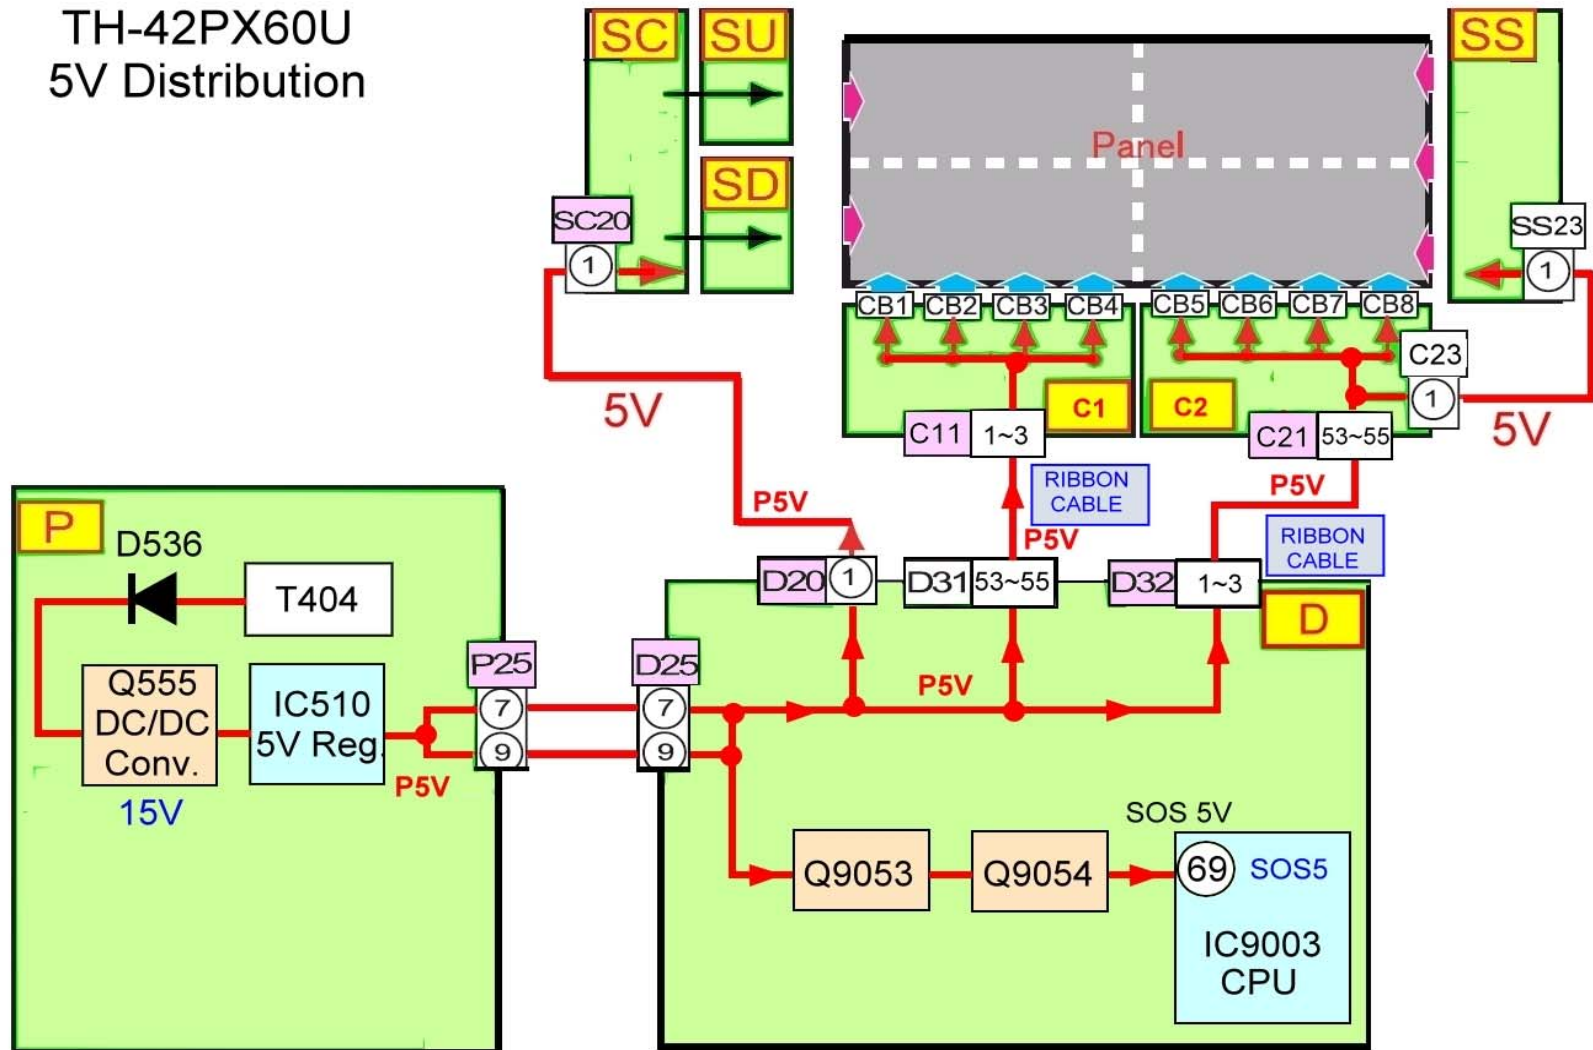 TH-42PX60U
5V Distribution
SC
SU
SD
SC20
1
Panel
SS
SS23
1
CB1
CB2
CB3
CB4
CB5
CB6
CB7
CB8
C23
1
C1
C2
C11
1~3
C21
53~55
5V
5V
P5V
RIBBON
CABLE
P5V
P5V
RIBBON
CABLE
P
D536
T404
D20
1
D31
53~55
D32
1~3
D
Q555
DC/DC
Conv.
15V
IC510
5V Reg.
P5V
P25
7
9
D25
7
9
P5V
Q9053
Q9054
SOS 5V
69
SOS5
IC9003
CPU